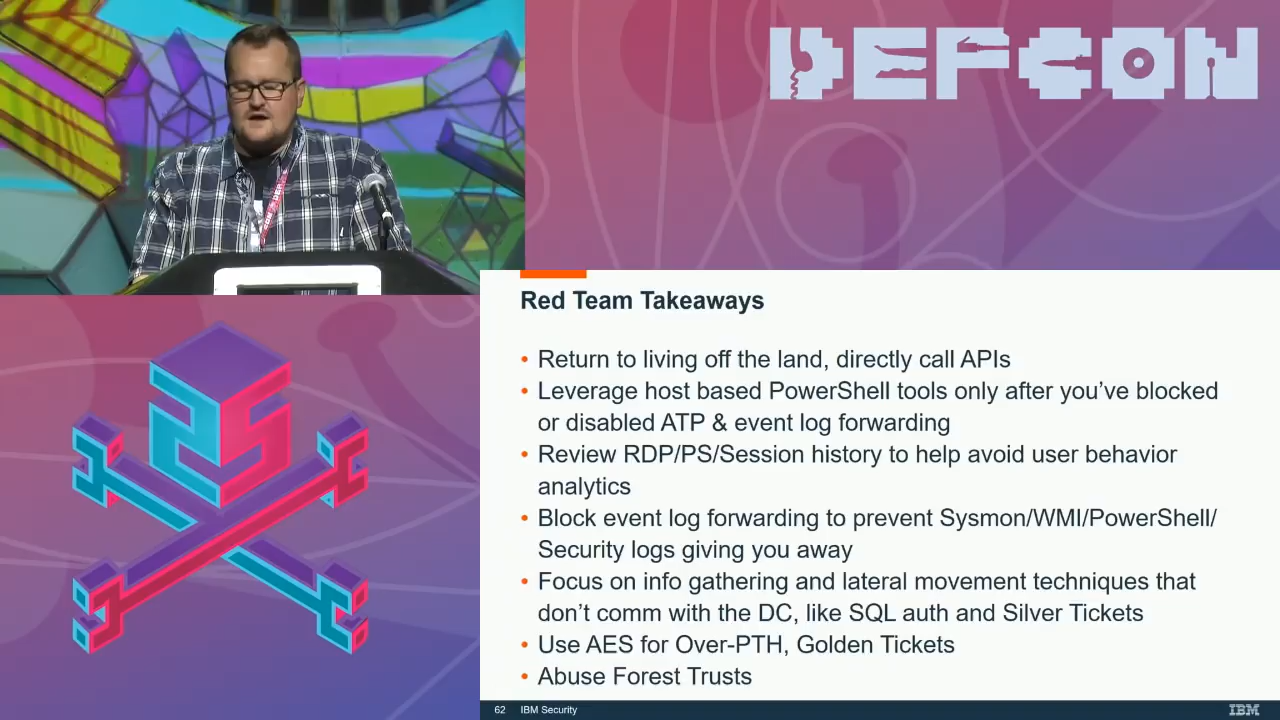 DEFCON
Red Team Takeaways
• Return to living off the land, directly call APIs
• Leverage host based PowerShell tools only after you’ve blocked
or disabled ATP & event log forwarding
• Review RDP/PS/Session history to help avoid user behavior
analytics
• Block event log forwarding to prevent Sysmon/WMI/PowerShell/
Security logs giving you away
• Focus on info gathering and lateral movement techniques that
don’t comm with the DC, like SQL auth and Silver Tickets
• Use AES for Over-PTH, Golden Tickets
• Abuse Forest Trusts
62 IBM Security
IBM